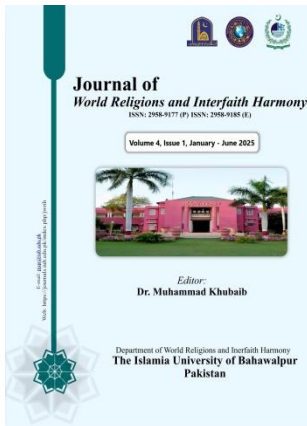 Journal of
World Religions and Interfaith Harmony
ISSN: 2958-9177 (P) ISSN: 2958-9185 (E)
Volume 4, Issue 1, January - June 2025
Editor:
Dr. Muhammad Khubaib
Department of World Religions and Inerfaith Harmony
The Islamia University of Bahawalpur
Pakistan